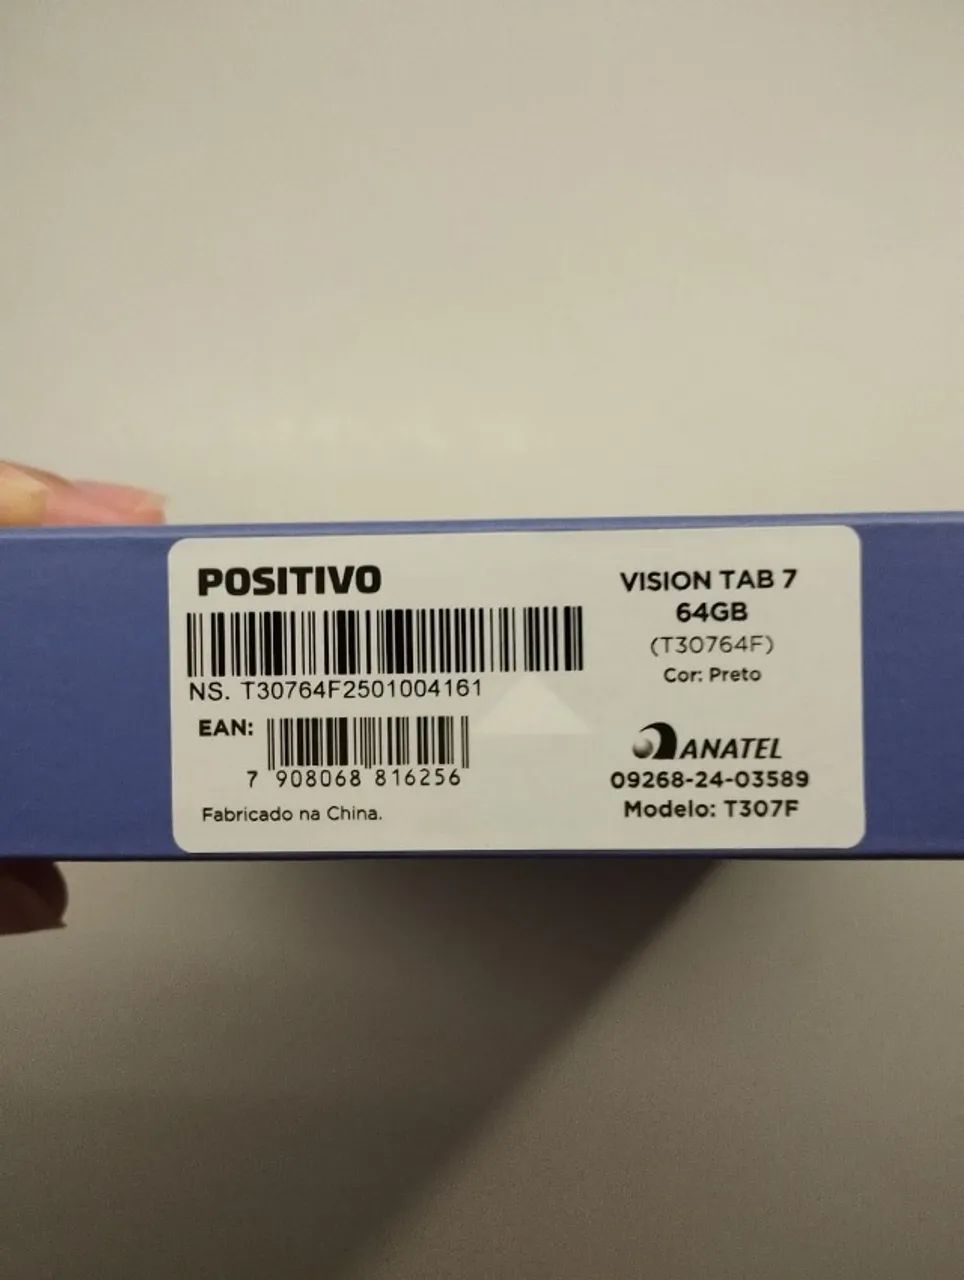 POSITIVO
NS. T30764F2501004161
EAN:
7 908068 816256
Fabricado na China.
VISION TAB 7
64GB
(T30764F)
Cor: Preto
ANATEL
09268-24-03589
Modelo: T307F